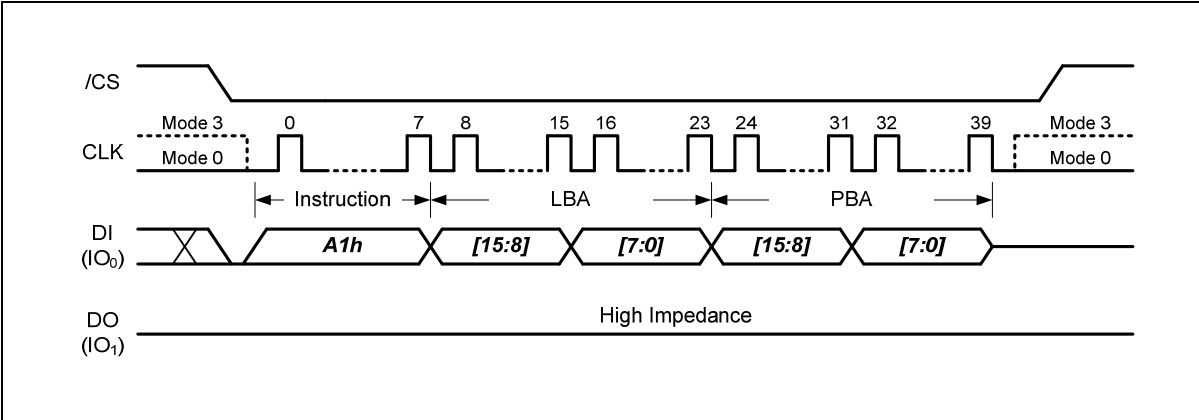 /CS
Mode 3 0 7 8 15 16 23 24 31 32 39 Mode 3
CLK
Mode 0 Mode 0
Instruction LBA PBA
DI
(IO₀)
A1h [15:8] [7:0] [15:8] [7:0]
High Impedance
DO
(IO₁)